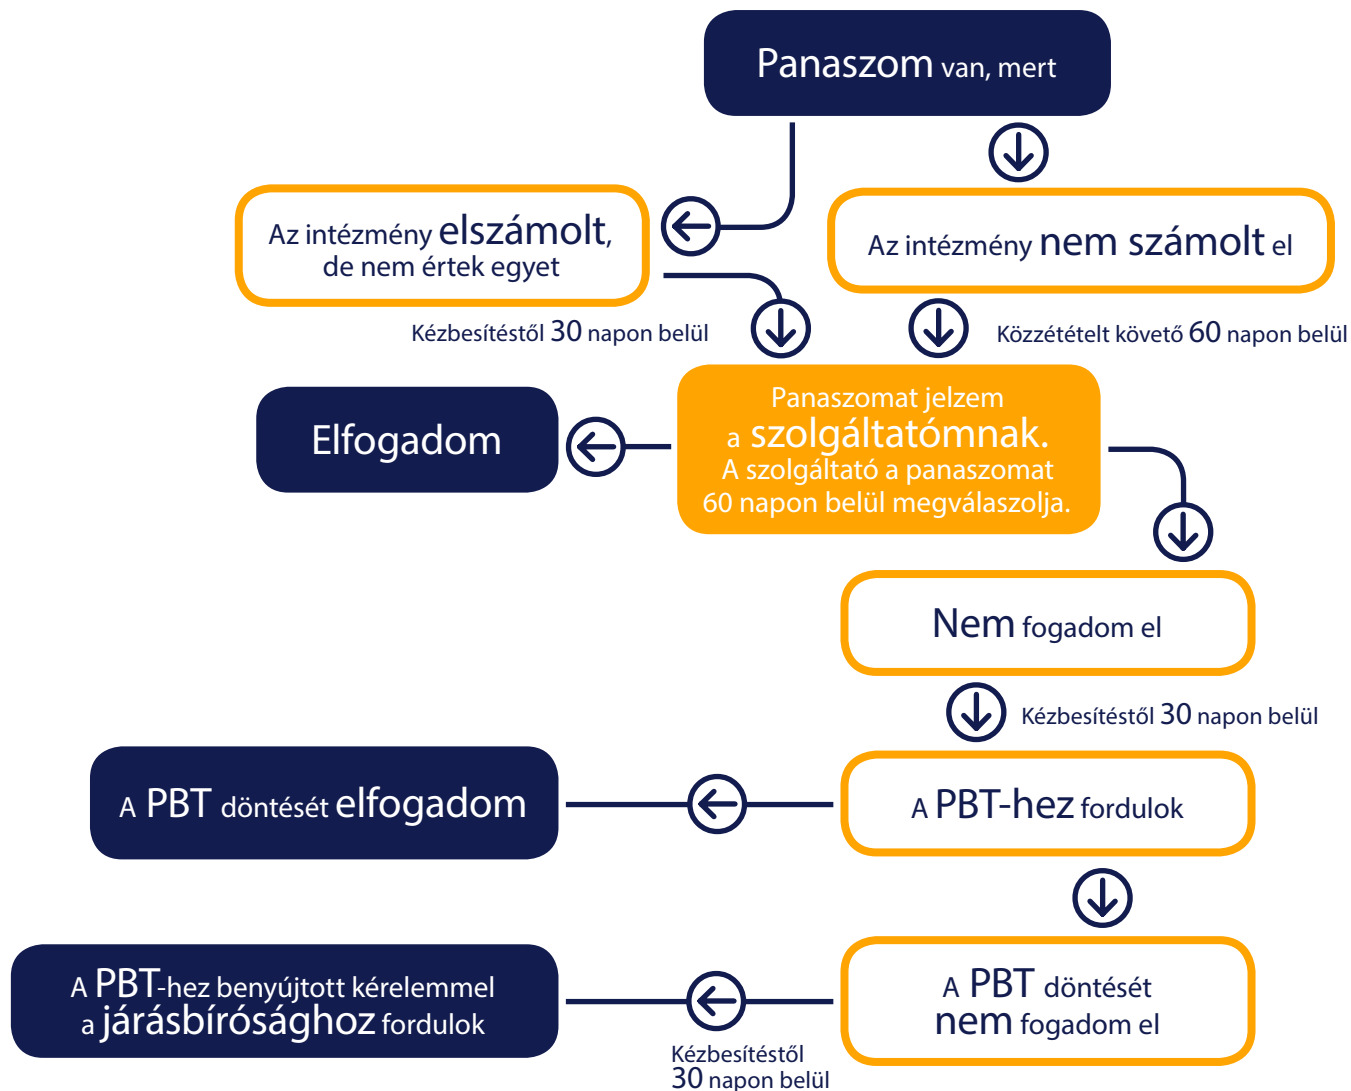 Panaszom van, mert
Az intézmény elszámolt,
de nem értek egyet
Az intézmény nem számolt el
Kézbesítéstől 30 napon belül
Közzétételt követő 60 napon belül
Elfogadom
Panaszomat jelzem
a szolgáltatómnak.
A szolgáltató a panaszomat
60 napon belül megválaszolja.
Nem fogadom el
Kézbesítéstől 30 napon belül
A PBT döntését elfogadom
A PBT-hez fordulok
A PBT-hez benyújtott kérelemmel
a járásbírósághoz fordulok
A PBT döntését
nem fogadom el
Kézbesítéstől
30 napon belül